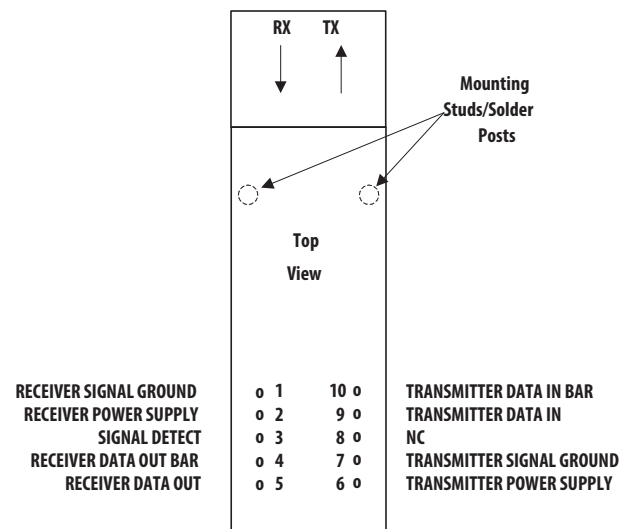 RX TX
Mounting
Studs/Solder
Posts
Top
View
RECEIVER SIGNAL GROUND o 1 10 o TRANSMITTER DATA IN BAR
RECEIVER POWER SUPPLY o 2 9 o TRANSMITTER DATA IN
SIGNAL DETECT o 3 8 o NC
RECEIVER DATA OUT BAR o 4 7 o TRANSMITTER SIGNAL GROUND
RECEIVER DATA OUT o 5 6 o TRANSMITTER POWER SUPPLY